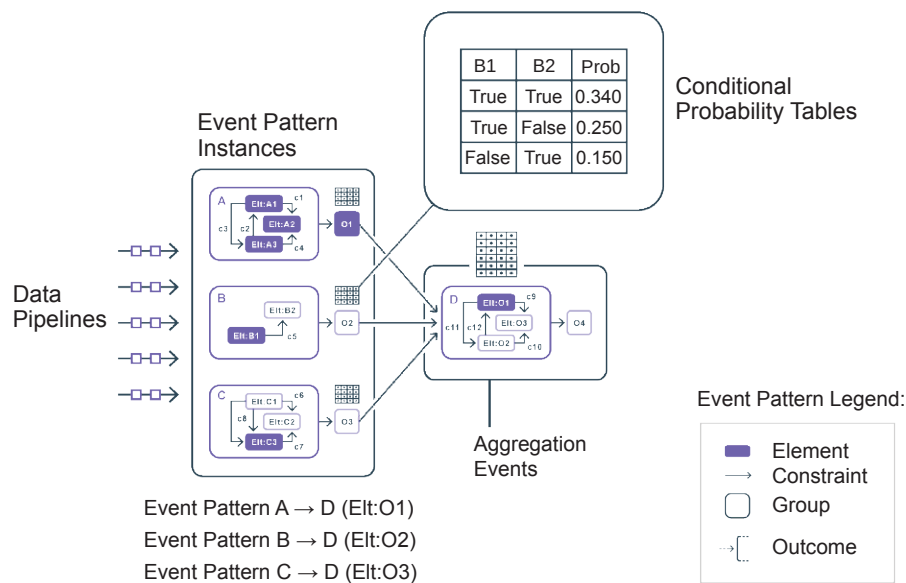 B1 B2 Prob
True True 0.340
True False 0.250
False True 0.150
Conditional
Probability Tables
Event Pattern
Instances
A
Elt:A1
c1
Elt:A2
c3
c2
Elt:A3
c4
O1
B
Elt:B2
Elt:B1
c5
O2
C
Elt:C1
c6
Elt:C2
c8
Elt:C3
c7
O3
Data
Pipelines
D
Elt:O1
c9
Elt:O3
c11
c12
Elt:O2
c10
O4
Aggregation
Events
Event Pattern Legend:
Element
Constraint
Group
Outcome
Event Pattern A → D (Elt:O1)
Event Pattern B → D (Elt:O2)
Event Pattern C → D (Elt:O3)